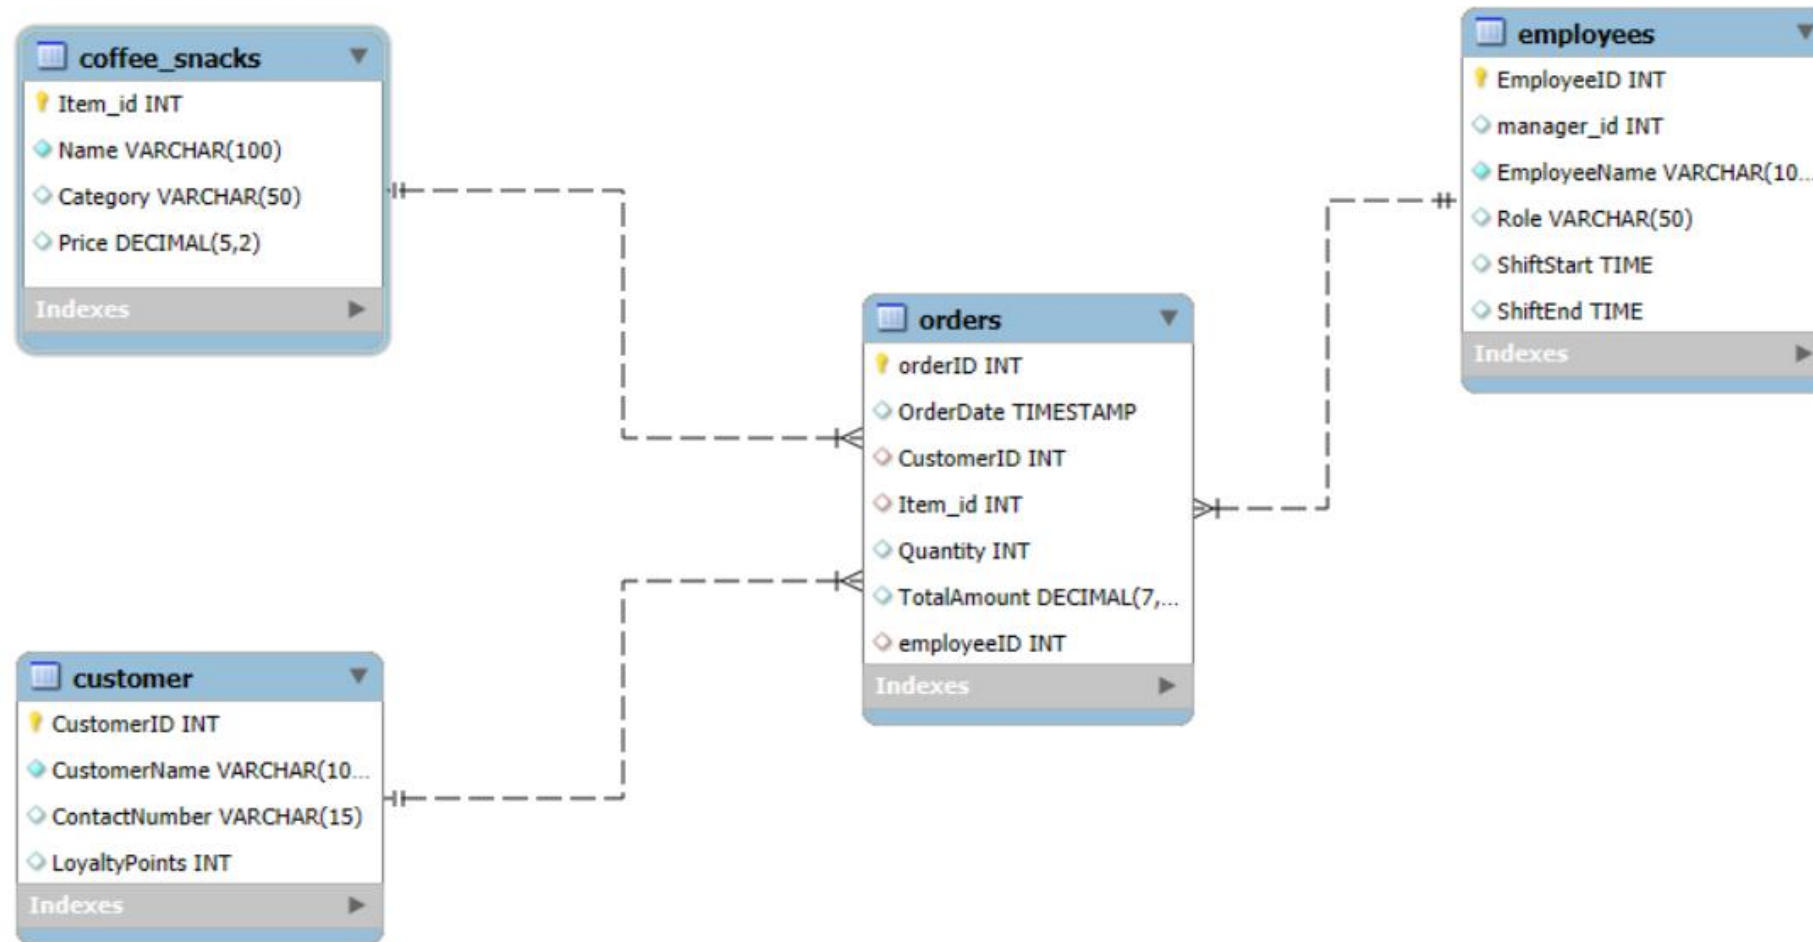 coffee_snacks
Item_id INT
Name VARCHAR(100)
Category VARCHAR(50)
Price DECIMAL(5,2)
Indexes
employees
EmployeeID INT
manager_id INT
EmployeeName VARCHAR(10...
Role VARCHAR(50)
ShiftStart TIME
ShiftEnd TIME
Indexes
orders
orderID INT
OrderDate TIMESTAMP
CustomerID INT
Item_id INT
Quantity INT
TotalAmount DECIMAL(7,...
employeeID INT
Indexes
customer
CustomerID INT
CustomerName VARCHAR(10...
ContactNumber VARCHAR(15)
LoyaltyPoints INT
Indexes